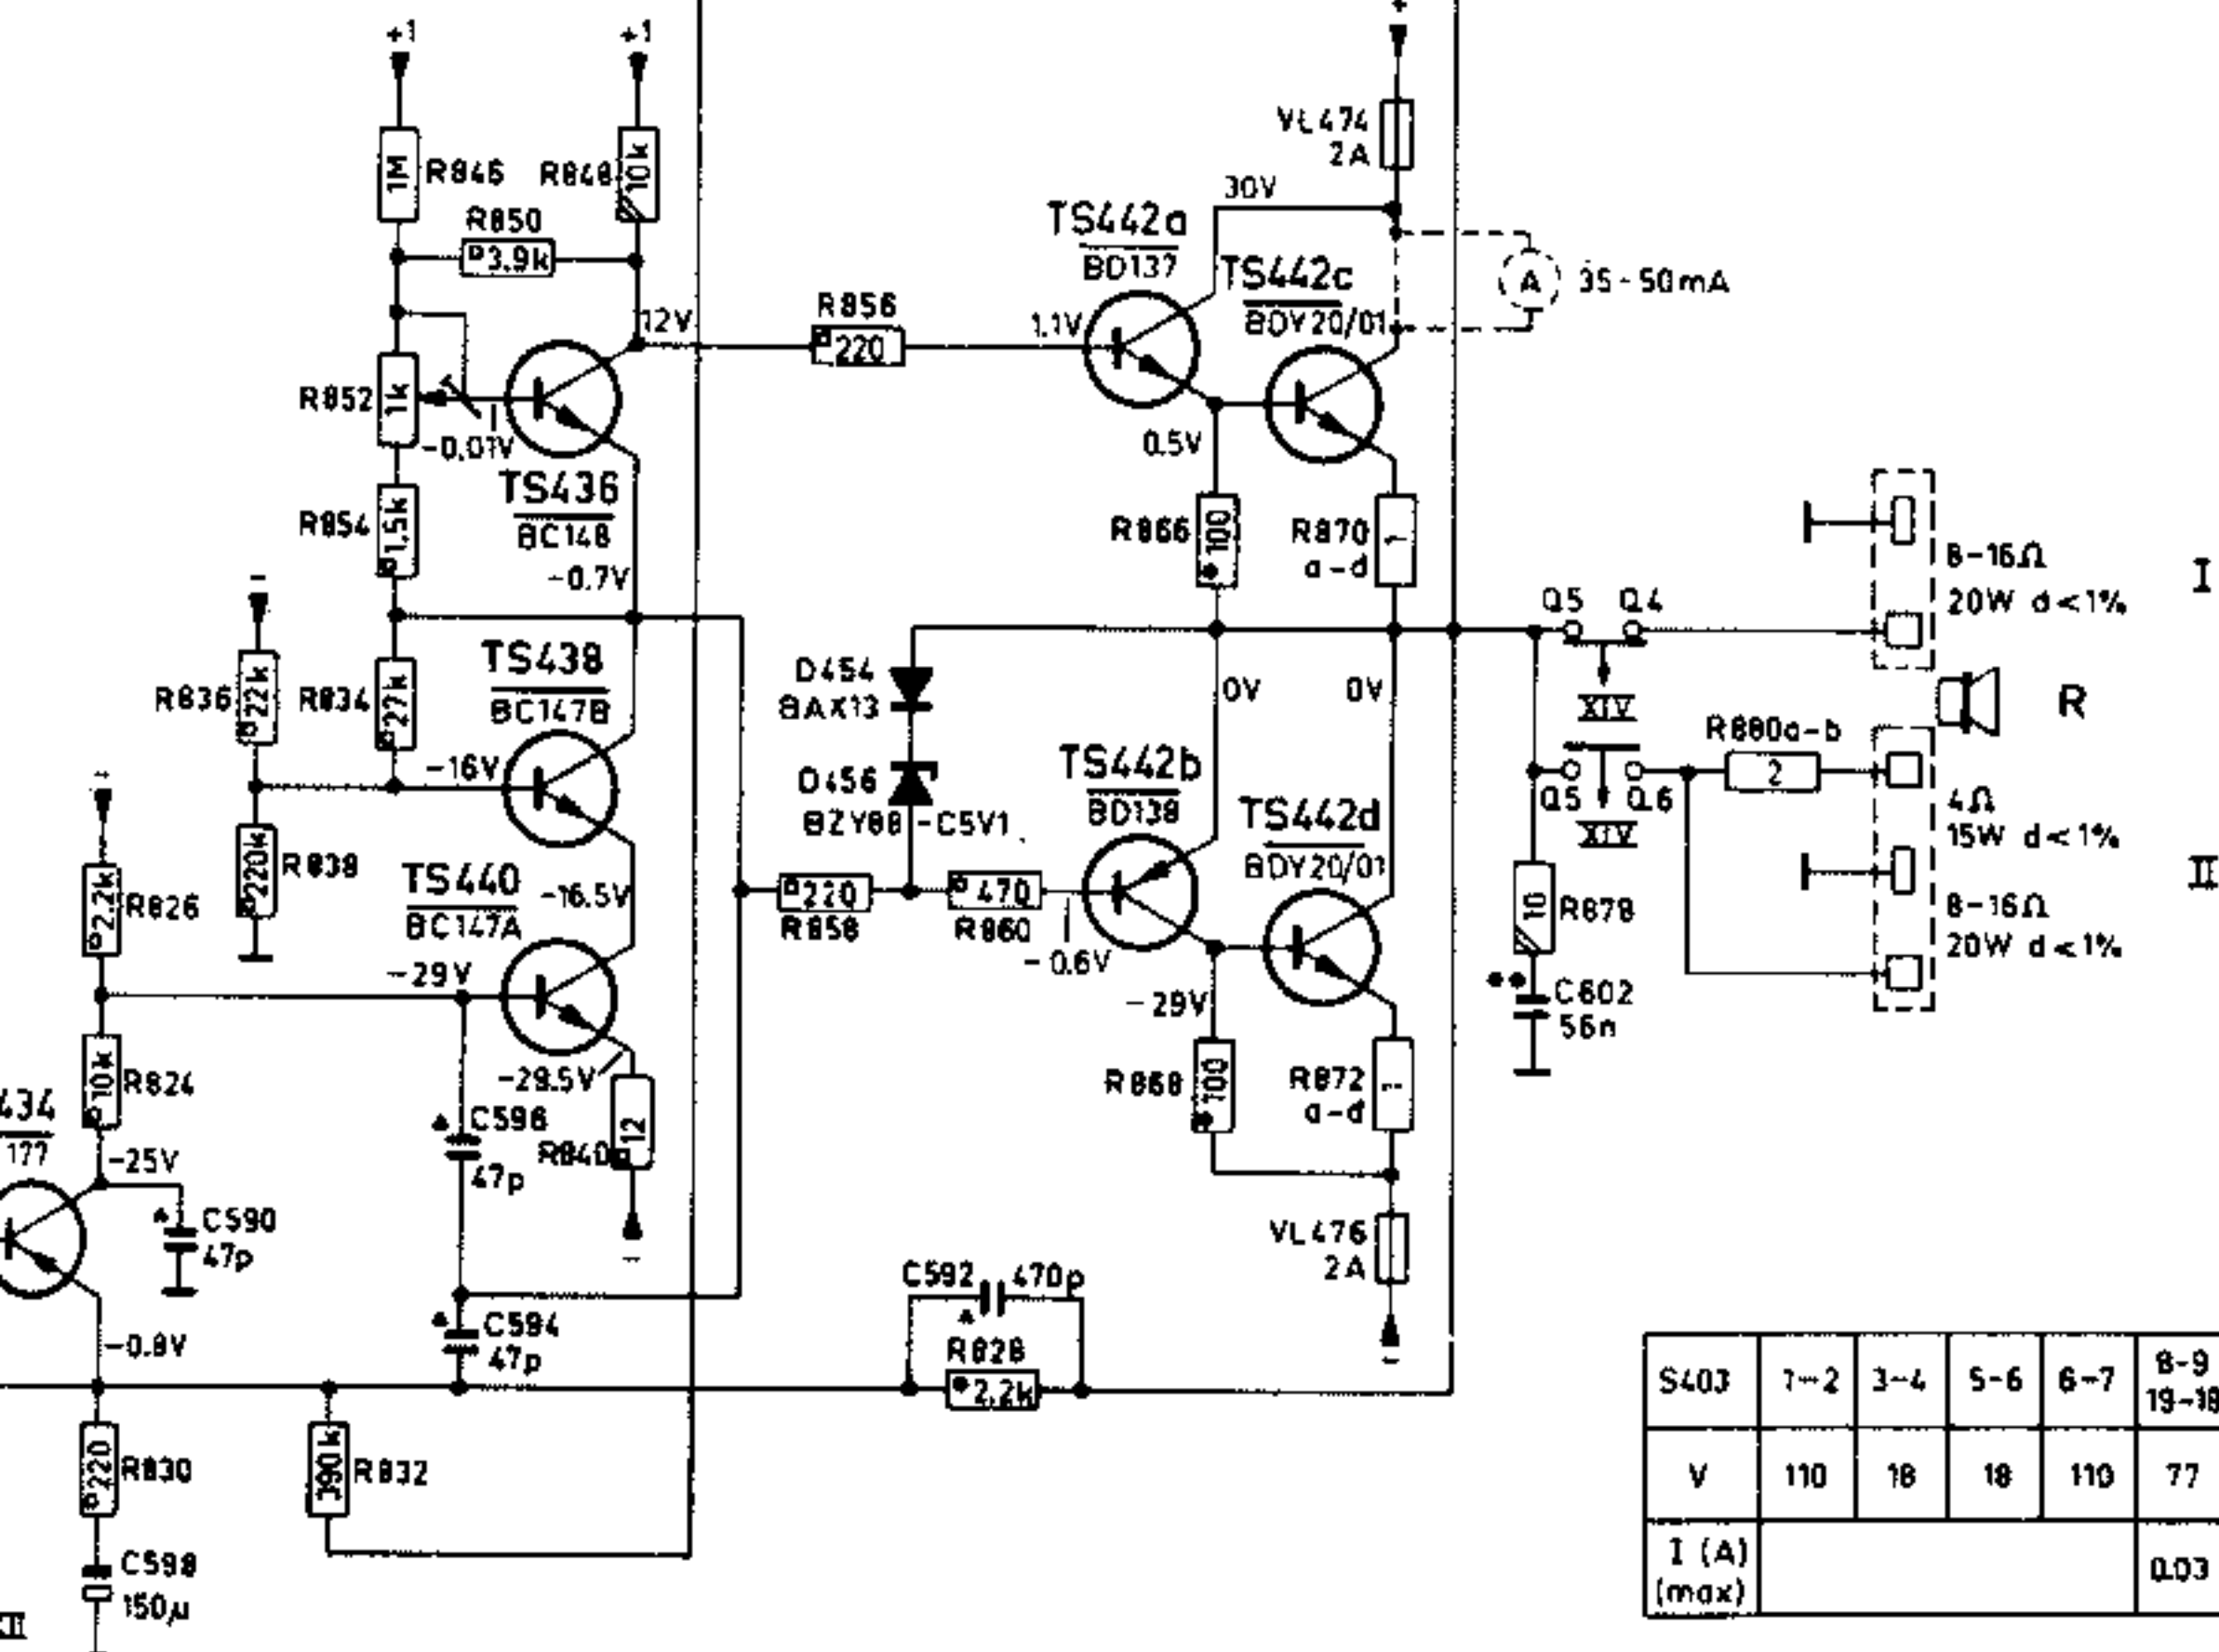 +1
+1
+
1M
R846
R848
10k
R850
3.9k
VL474
2A
30V
TS442a
BD137
TS442c
BDY20/01
A
35-50mA
R856
220
12V
1.1V
R852
1k
-0.01V
TS436
BC148
0.5V
R854
1.5k
R866
100
R870
a-d
1
-0.7V
8-16Ω
20W d<1%
I
Q5
Q4
TS438
BC147B
R836
22k
R834
27k
D454
BAX13
0V
0V
XIV
R
R880a-b
2
-16V
D456
BZY88-C5V1
TS442b
BD138
TS442d
BDY20/01
Q5
Q6
XIV
4Ω
15W d<1%
II
220k
R838
TS440
BC147A
-16.5V
2.2k
R826
220
R858
470
R860
-0.6V
10
R878
8-16Ω
20W d<1%
-29V
-29V
C602
56n
10k
R824
-29.5V
R868
100
R872
a-d
1
434
177
-25V
C596
47p
R840
12
C590
47p
VL476
2A
C592
470p
-0.8V
C594
47p
R828
2.2k
220
R830
390k
R832
C598
150µ
S403 1-2 3-4 5-6 6-7 8-9
V 110 18 18 110 77
I (A)
(max)
0.03